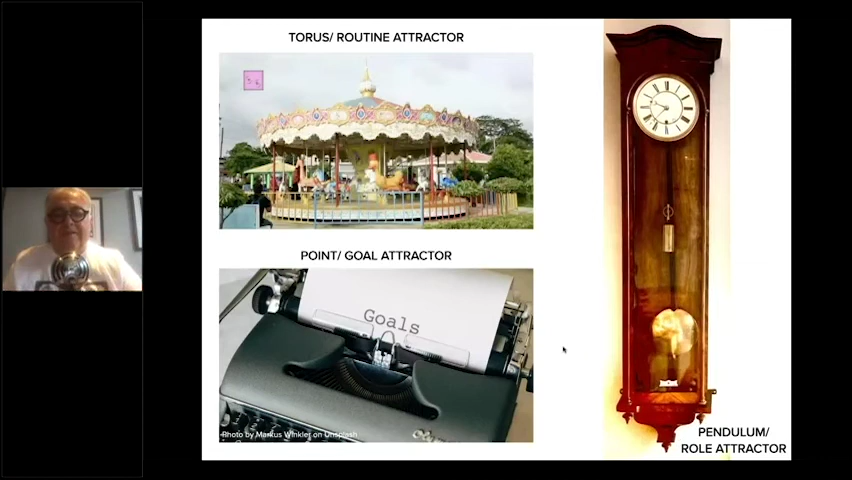 TORUS/ ROUTINE ATTRACTOR
POINT/ GOAL ATTRACTOR
Goals
Photo by Markus Winkler on Unsplash
PENDULUM/
ROLE ATTRACTOR